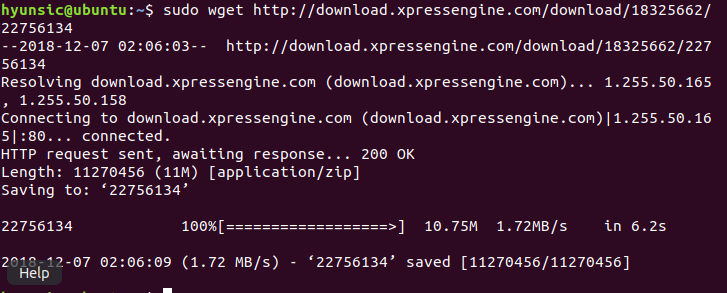 hyunsic@ubuntu:~$ sudo wget http://download.xpressengine.com/download/18325662/
22756134
--2018-12-07 02:06:03--  http://download.xpressengine.com/download/18325662/227
56134
Resolving download.xpressengine.com (download.xpressengine.com)... 1.255.50.165
, 1.255.50.158
Connecting to download.xpressengine.com (download.xpressengine.com)|1.255.50.16
5|:80... connected.
HTTP request sent, awaiting response... 200 OK
Length: 11270456 (11M) [application/zip]
Saving to: ‘22756134’
22756134            100%[==================>]  10.75M  1.72MB/s    in 6.2s
2018-12-07 02:06:09 (1.72 MB/s) - ‘22756134’ saved [11270456/11270456]
Help